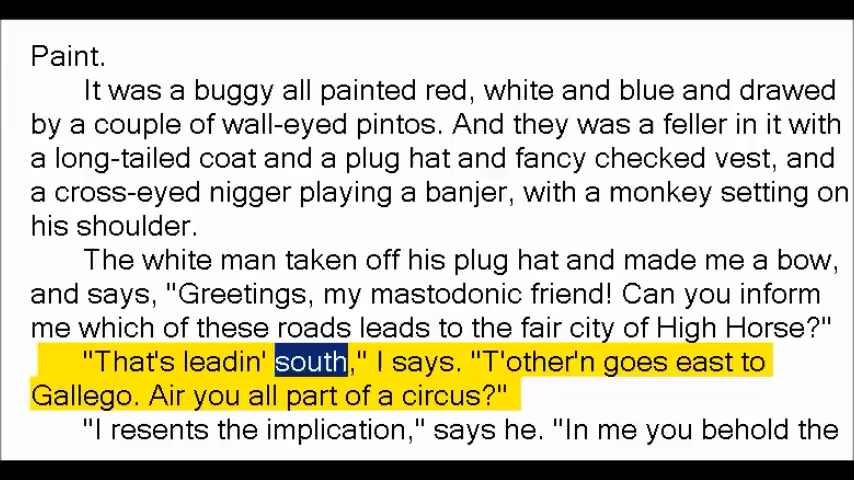 Paint.
It was a buggy all painted red, white and blue and drawed
by a couple of wall-eyed pintos. And they was a feller in it with
a long-tailed coat and a plug hat and fancy checked vest, and
a cross-eyed nigger playing a banjer, with a monkey setting on
his shoulder.
The white man taken off his plug hat and made me a bow,
and says, "Greetings, my mastodonic friend! Can you inform
me which of these roads leads to the fair city of High Horse?"
"That's leadin' south," I says. "T'other'n goes east to
Gallego. Air you all part of a circus?"
"I resents the implication," says he. "In me you behold the